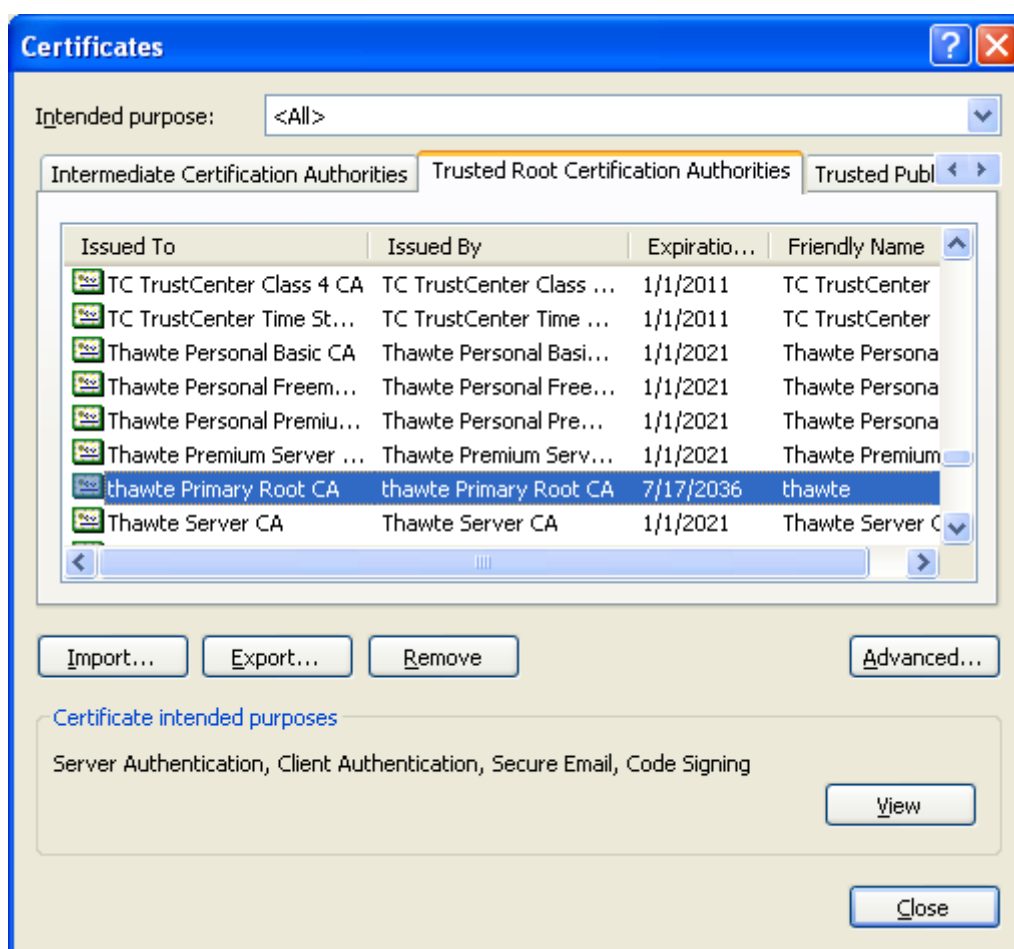 Certificates
Intended purpose: <All>
Intermediate Certification Authorities Trusted Root Certification Authorities Trusted Publ
Issued To Issued By Expiratio... Friendly Name
TC TrustCenter Class 4 CA TC TrustCenter Class ... 1/1/2011 TC TrustCenter
TC TrustCenter Time St... TC TrustCenter Time ... 1/1/2011 TC TrustCenter
Thawte Personal Basic CA Thawte Personal Basi... 1/1/2021 Thawte Persona
Thawte Personal Freem... Thawte Personal Free... 1/1/2021 Thawte Persona
Thawte Personal Premiu... Thawte Personal Pre... 1/1/2021 Thawte Persona
Thawte Premium Server ... Thawte Premium Serv... 1/1/2021 Thawte Premium
thawte Primary Root CA thawte Primary Root CA 7/17/2036 thawte
Thawte Server CA Thawte Server CA 1/1/2021 Thawte Server C
Import... Export... Remove Advanced...
Certificate intended purposes
Server Authentication, Client Authentication, Secure Email, Code Signing
View
Close